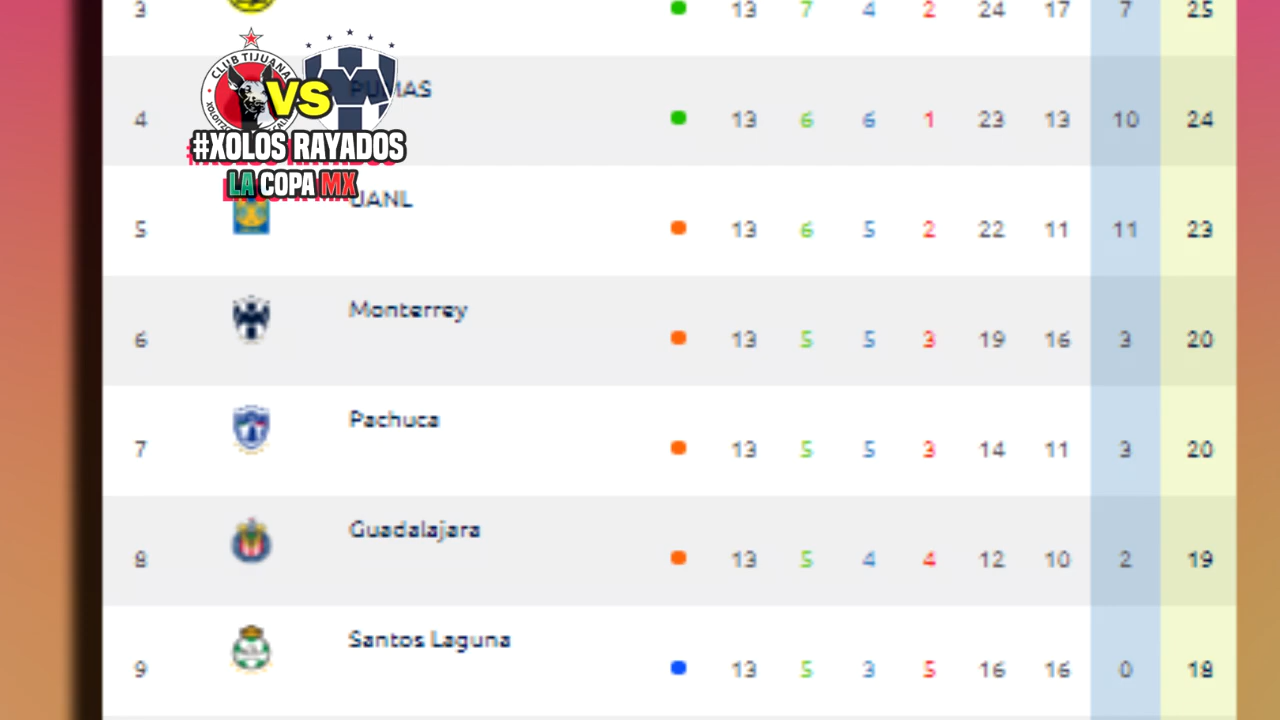 3 13 7 4 2 24 17 7 25
CLUB TIJUANA
VS
PUMAS
4 13 6 6 1 23 13 10 24
#XOLOS RAYADOS
LA COPA MX
UANL
5 13 6 5 2 22 11 11 23
Monterrey
6 13 5 5 3 19 16 3 20
Pachuca
7 13 5 5 3 14 11 3 20
Guadalajara
8 13 5 4 4 12 10 2 19
Santos Laguna
9 13 5 3 5 16 16 0 18